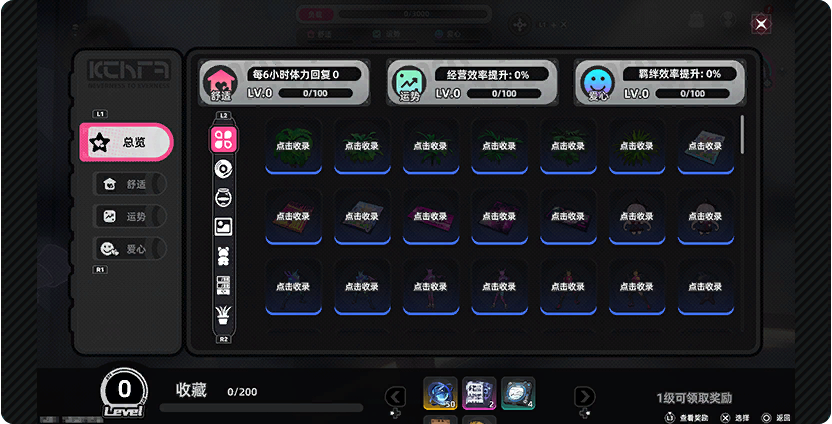 每6小时体力回复 0
舒适
LV.0 0/100
经营效率提升: 0%
运势
LV.0 0/100
羁绊效率提升: 0%
爱心
LV.0 0/100
L1
总览
舒适
运势
爱心
R1
L2
R2
点击收录 点击收录 点击收录 点击收录 点击收录 点击收录 点击收录
点击收录 点击收录 点击收录 点击收录 点击收录 点击收录 点击收录
点击收录 点击收录 点击收录 点击收录 点击收录 点击收录 点击收录
0
Level
收藏 0/200
50 2 4
1级可领取奖励
L3 查看奖励 选择 返回